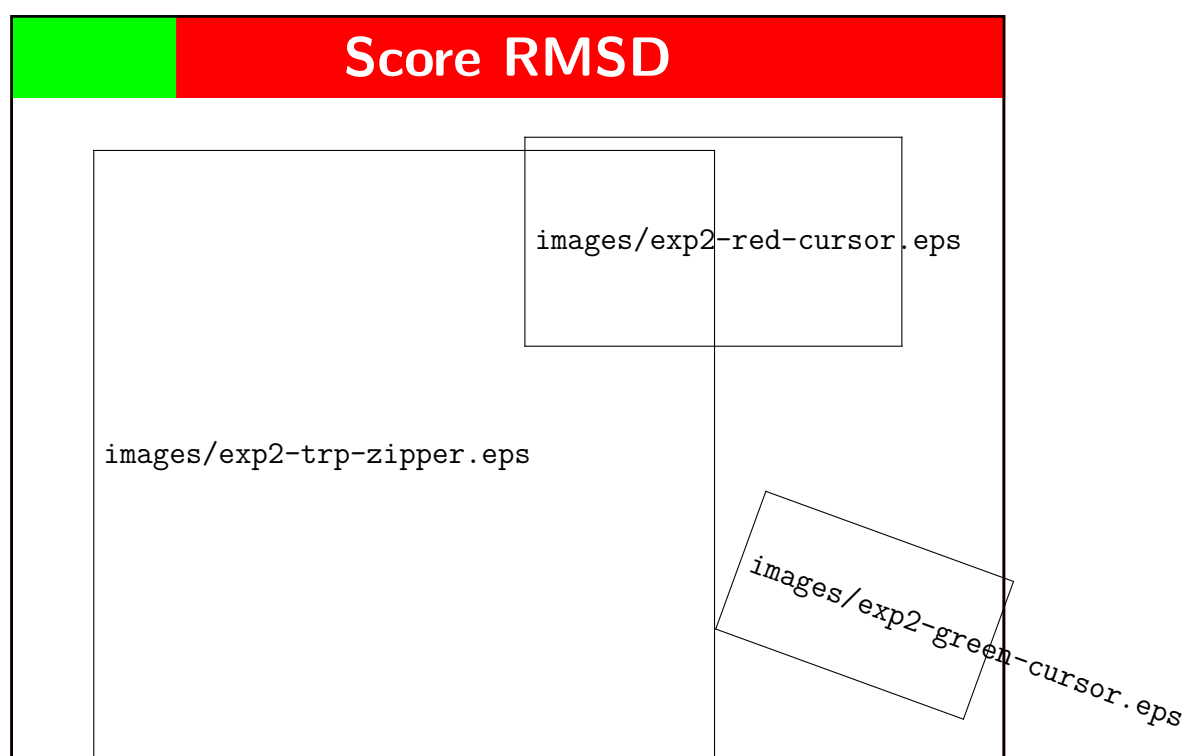 Score RMSD
images/exp2-red-cursor.eps
images/exp2-trp-zipper.eps
images/exp2-green-cursor.eps